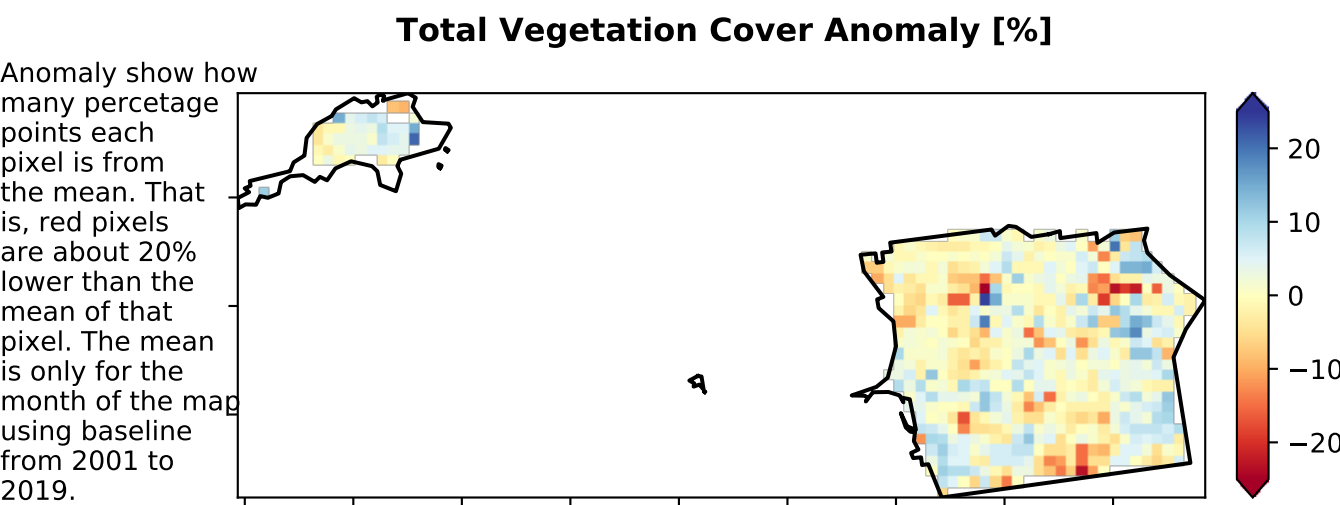 Total Vegetation Cover Anomaly [%]
Anomaly show how
many percetage
points each
pixel is from
the mean. That
is, red pixels
are about 20%
lower than the
mean of that
pixel. The mean
is only for the
month of the map
using baseline
from 2001 to
2019.
20
10
0
−10
−20